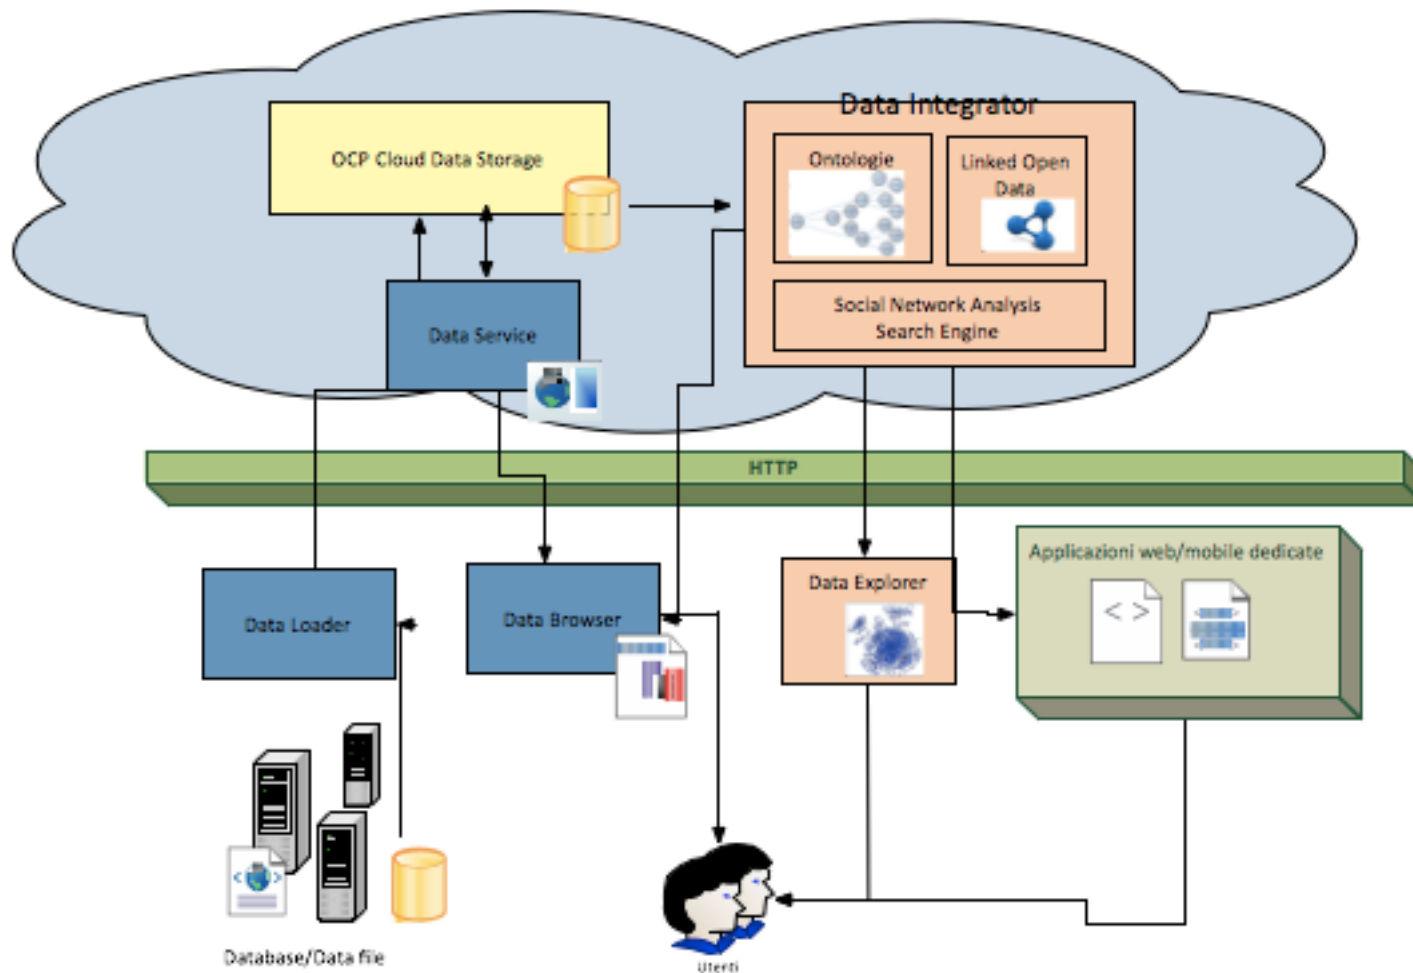 Data Integrator
OCP Cloud Data Storage
Ontologie
Linked Open
Data
Social Network Analysis
Search Engine
Data Service
HTTP
Applicazioni web/mobile dedicate
< >
Data Loader
Data Browser
Data Explorer
< >
Database/Data file
Utenti